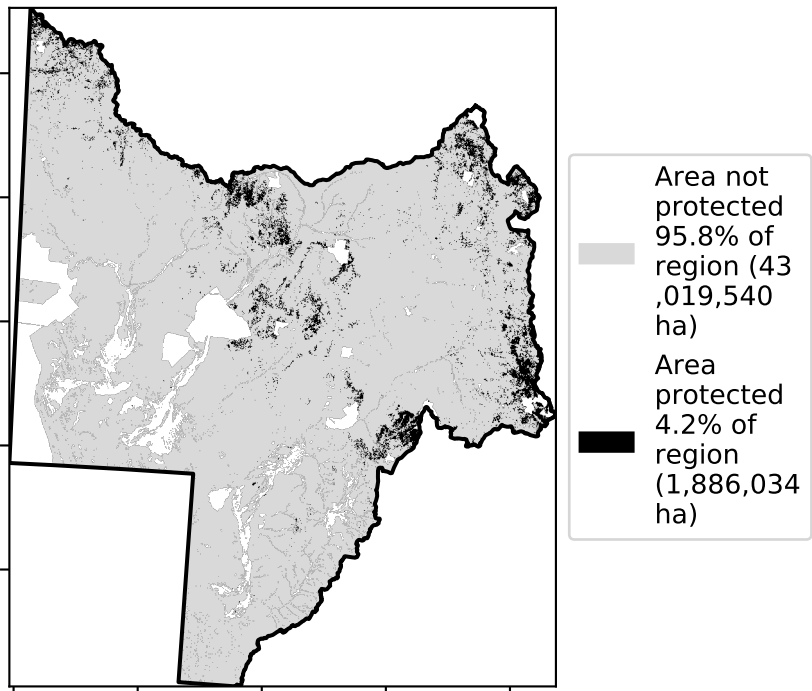 Area not
protected
95.8% of
region (43
,019,540
ha)
Area
protected
4.2% of
region
(1,886,034
ha)